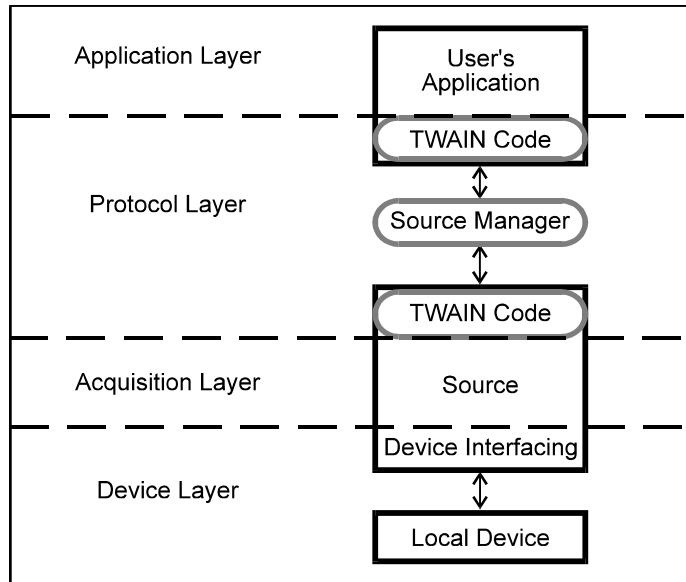 Application Layer
User's
Application
TWAIN Code
Protocol Layer
Source Manager
TWAIN Code
Acquisition Layer
Source
Device Interfacing
Device Layer
Local Device